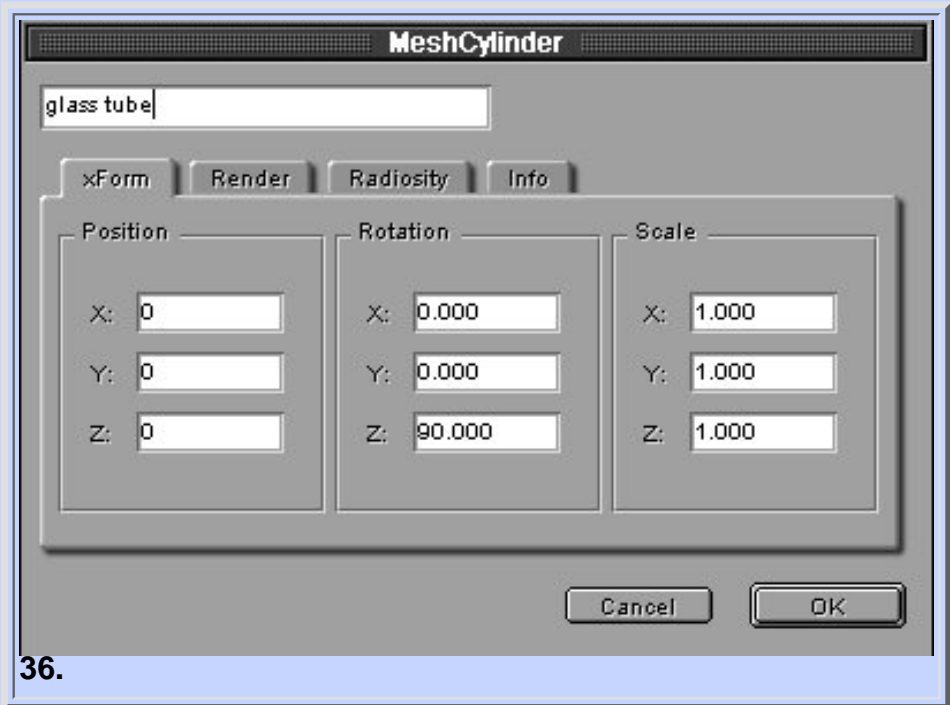 MeshCylinder
glass tube
xForm Render Radiosity Info
Position Rotation Scale
X: 0 X: 0.000 X: 1.000
Y: 0 Y: 0.000 Y: 1.000
Z: 0 Z: 90.000 Z: 1.000
Cancel OK
36.